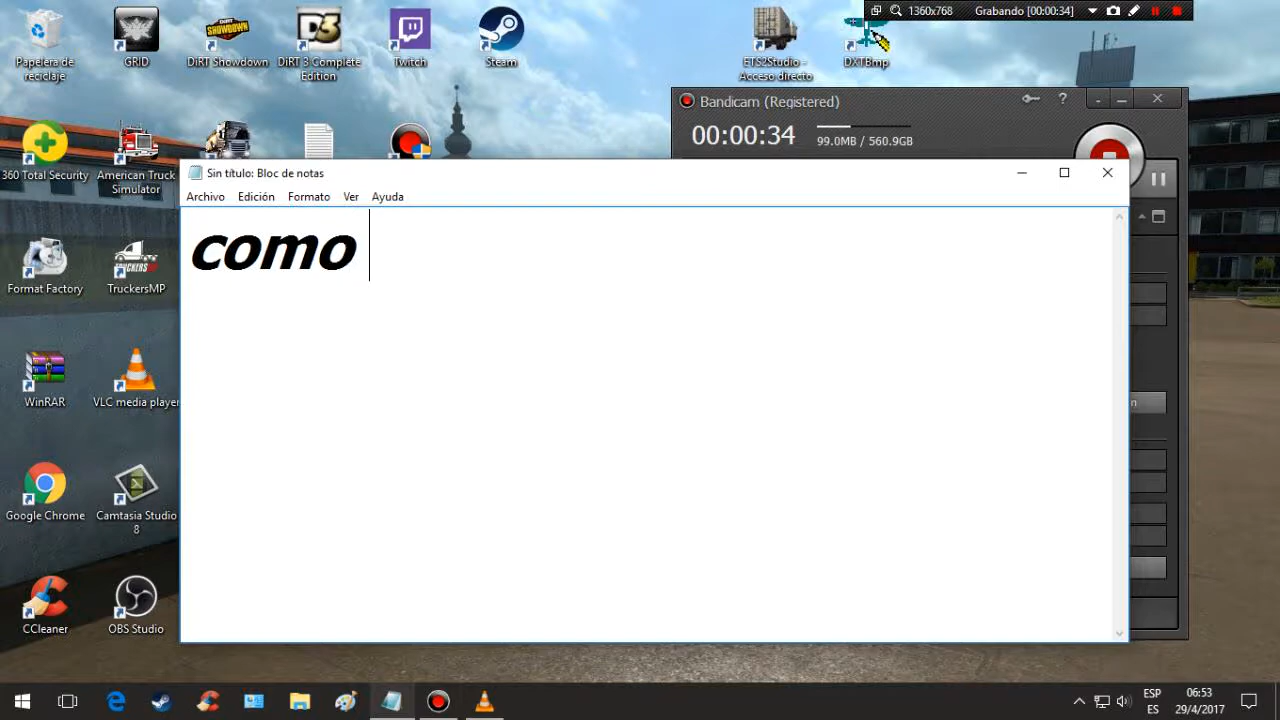 1360x768 Grabando [00:00:34]
Papelera de
reciclaje
GRID
DiRT Showdown
DiRT 3 Complete
Edition
Twitch
Steam
ETS2Studio -
Acceso directo
DXTBmp
Bandicam (Registered)
00:00:34
99.0MB / 560.9GB
360 Total Security
American Truck
Simulator
Sin título: Bloc de notas
Archivo Edición Formato Ver Ayuda
como
Format Factory
TruckersMP
WinRAR
VLC media player
Google Chrome
Camtasia Studio
8
CCleaner
OBS Studio
ESP
ES
06:53
29/4/2017